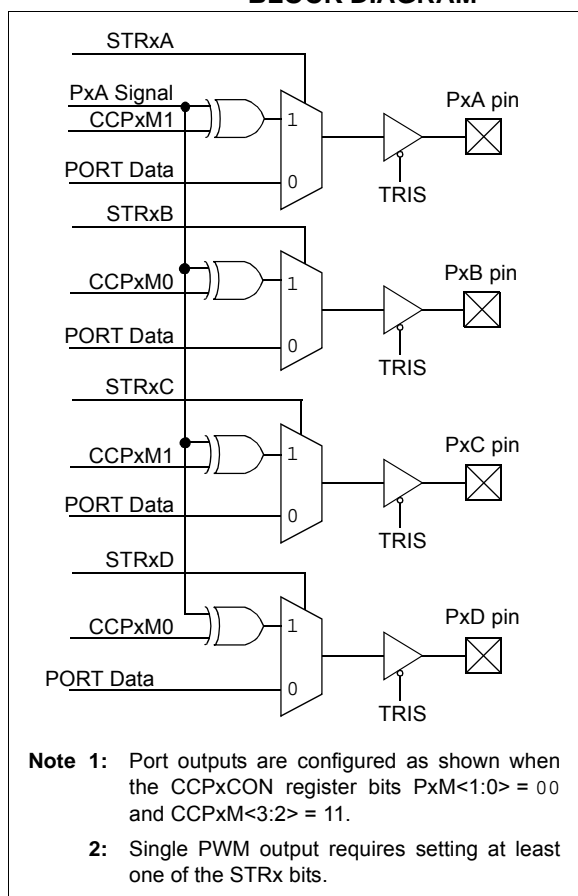 BLOCK DIAGRAM
STRxA
PxA Signal
CCPxM1
1
PORT Data
0
PxA pin
TRIS
STRxB
CCPxM0
1
PORT Data
0
PxB pin
TRIS
STRxC
CCPxM1
1
PORT Data
0
PxC pin
TRIS
STRxD
CCPxM0
1
PORT Data
0
PxD pin
TRIS
Note 1: Port outputs are configured as shown when
the CCPxCON register bits PxM<1:0> = 00
and CCPxM<3:2> = 11.
2: Single PWM output requires setting at least
one of the STRx bits.